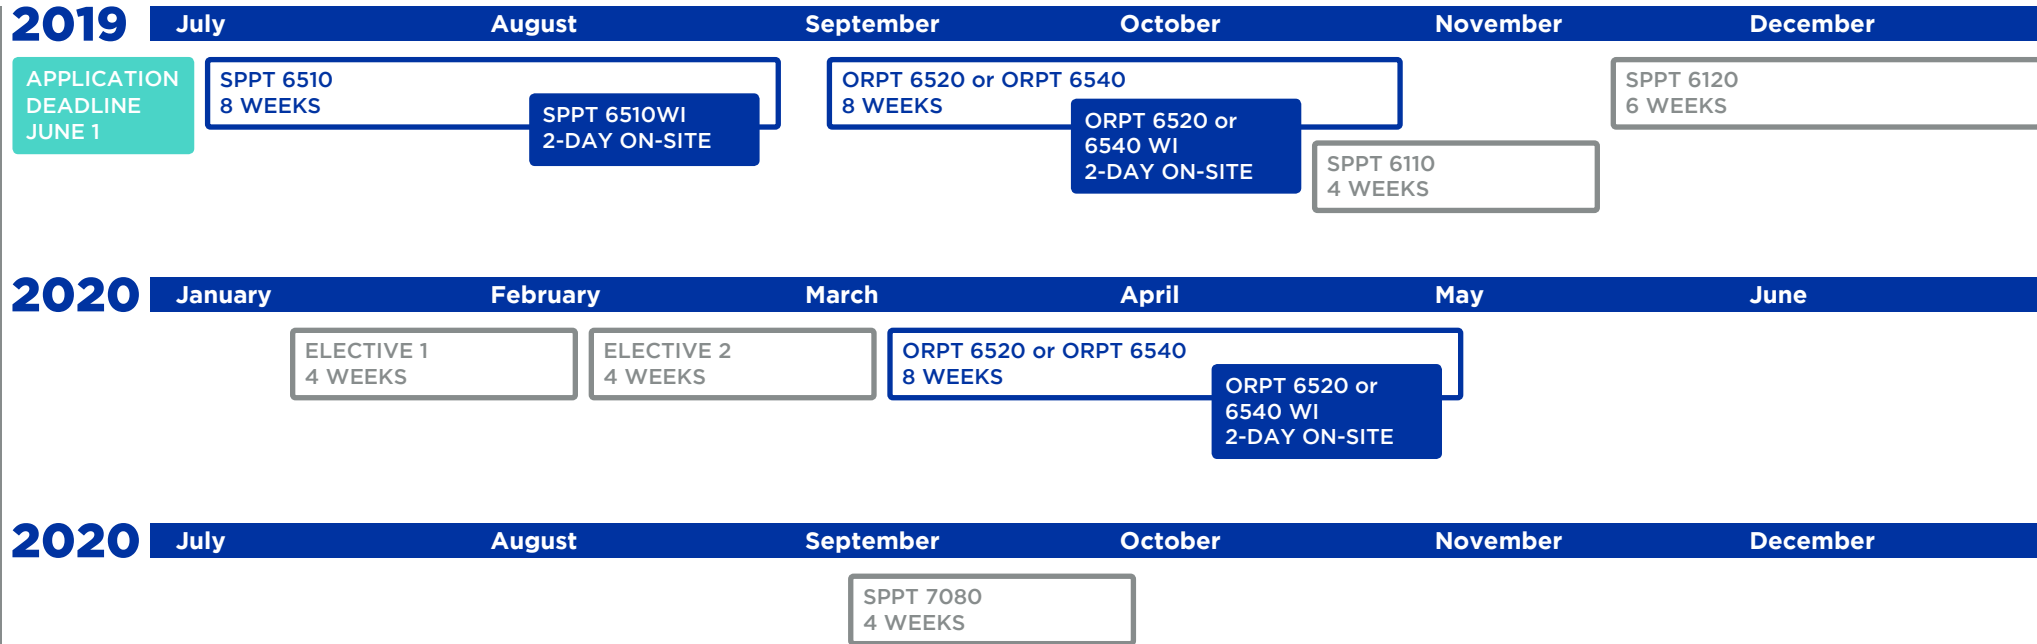 2019 July August September October November December
APPLICATION
DEADLINE
JUNE 1
SPPT 6510
8 WEEKS
SPPT 6510WI
2-DAY ON-SITE
ORPT 6520 or ORPT 6540
8 WEEKS
ORPT 6520 or
6540 WI
2-DAY ON-SITE
SPPT 6110
4 WEEKS
SPPT 6120
6 WEEKS
2020 January February March April May June
ELECTIVE 1
4 WEEKS
ELECTIVE 2
4 WEEKS
ORPT 6520 or ORPT 6540
8 WEEKS
ORPT 6520 or
6540 WI
2-DAY ON-SITE
2020 July August September October November December
SPPT 7080
4 WEEKS